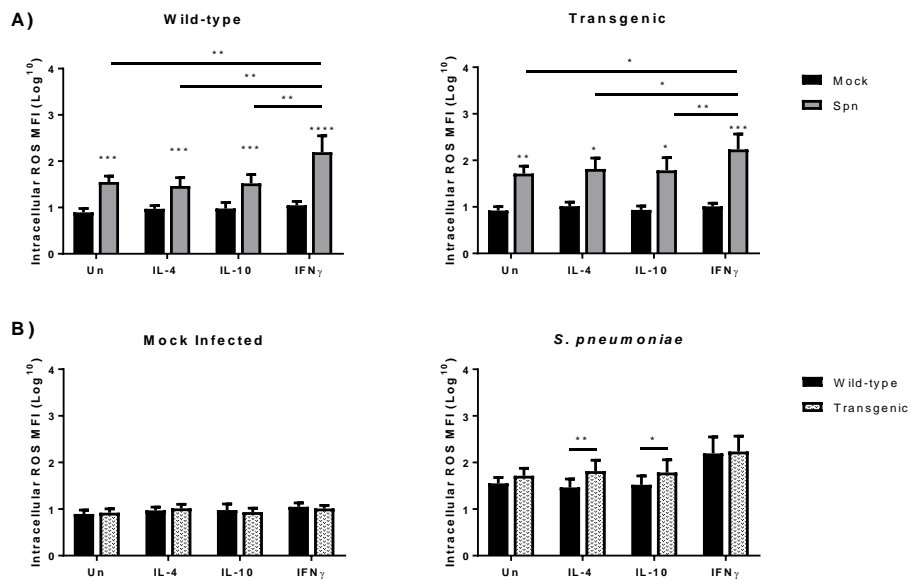 A)
Wild-type
Transgenic
**
**
**
*
*
**
Intracellular ROS MFI (Log10)
4
3
2
1
0
***
***
***
****
Un
IL-4
IL-10
IFNγ
Intracellular ROS MFI (Log10)
4
3
2
1
0
**
*
*
***
Un
IL-4
IL-10
IFNγ
Mock
Spn
B)
Mock Infected
S. pneumoniae
Intracellular ROS MFI (Log10)
4
3
2
1
0
Un
IL-4
IL-10
IFNγ
Intracellular ROS MFI (Log10)
4
3
2
1
0
**
*
Un
IL-4
IL-10
IFNγ
Wild-type
Transgenic